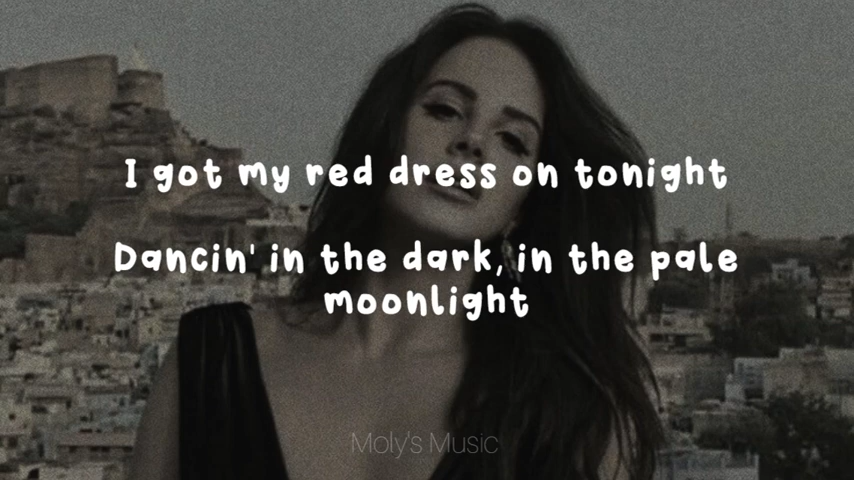 I got my red dress on tonight
Dancin' in the dark, in the pale
moonlight
Moly's Music